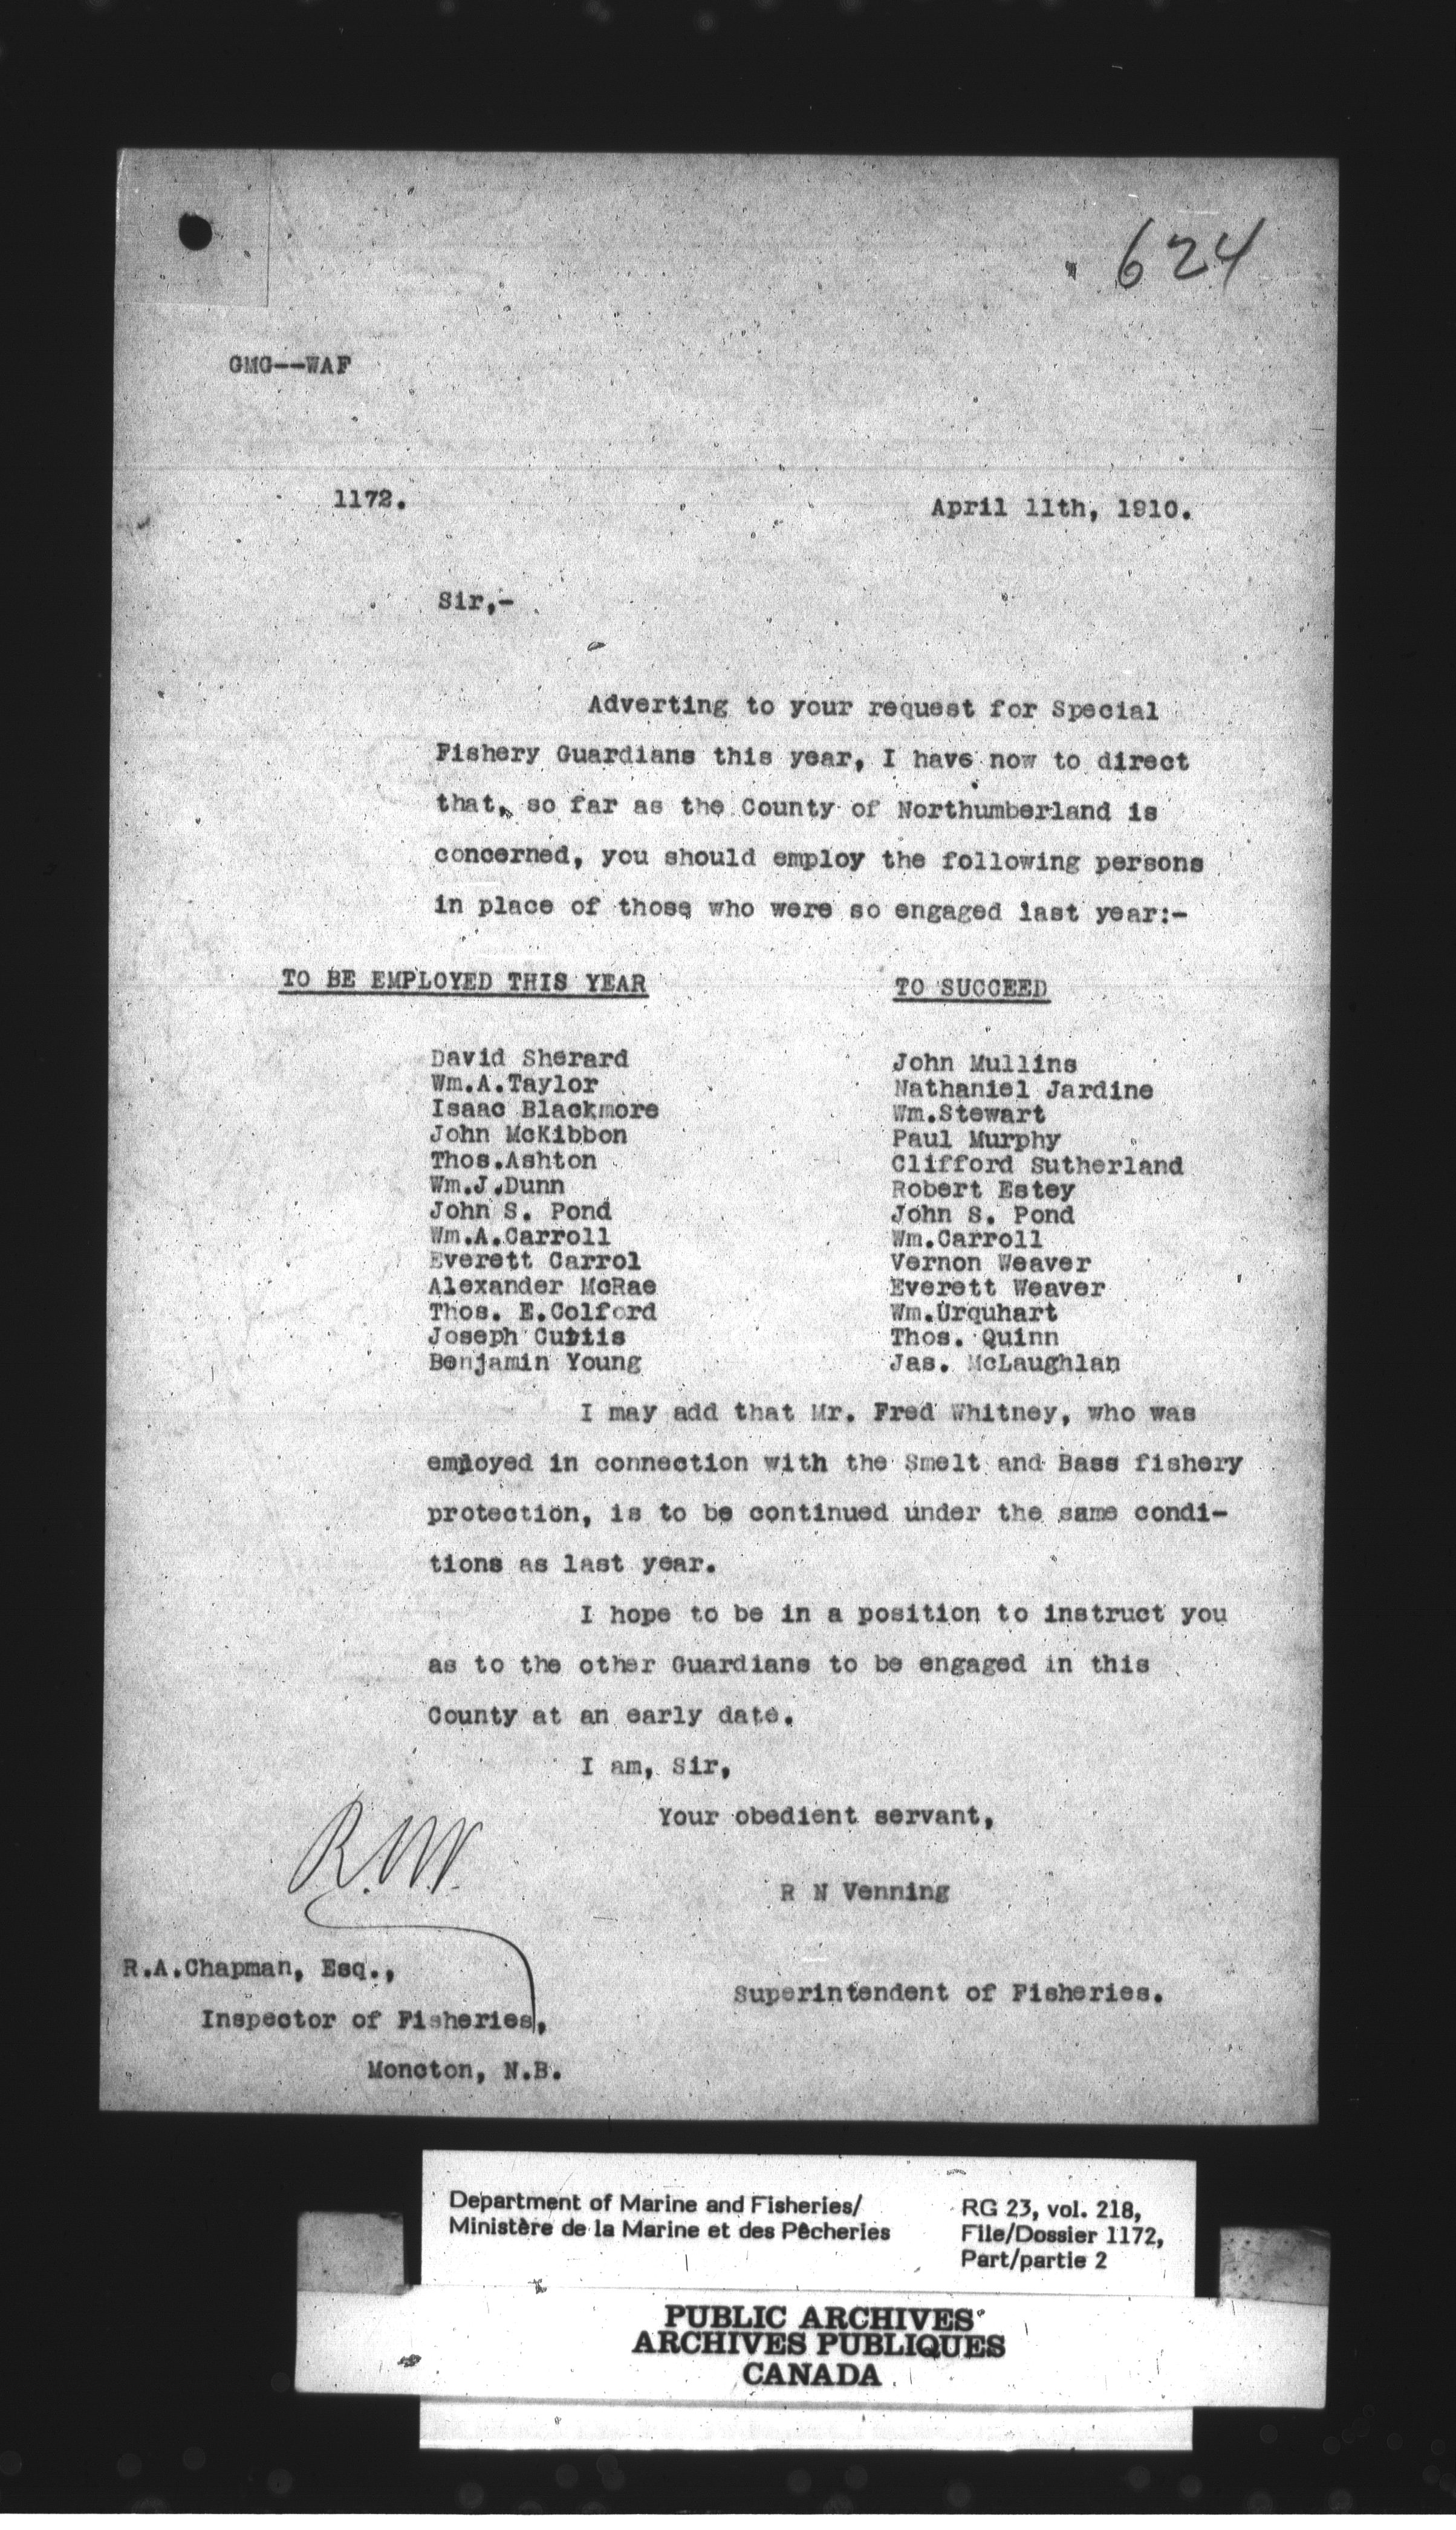 624
GMG--WAF
1172.
April 11th, 1910.
Sir,-
Adverting to your request for Special
Fishery Guardians this year, I have now to direct
that, so far as the County of Northumberland is
concerned, you should employ the following persons
in place of those who were so engaged last year:-
TO BE EMPLOYED THIS YEAR TO SUCCEED
David Sherard John Mullins
Wm.A.Taylor Nathaniel Jardine
Isaac Blackmore Wm.Stewart
John McKibbon Paul Murphy
Thos.Ashton Clifford Sutherland
Wm.J.Dunn Robert Estey
John S. Pond John S. Pond
Wm.A.Carroll Wm.Carroll
Everett Carrol Vernon Weaver
Alexander McRae Everett Weaver
Thos. E.Colford Wm.Urquhart
Joseph Thos. Quinn
Benjamin Young Jas. McLaughlan
I may add that Mr. Fred Whitney, who was
employed in connection with the Smelt and Bass fishery
protection, is to be continued under the same condi-
tions as last year.
I hope to be in a position to instruct you
as to the other Guardians to be engaged in this
County at an early date.
I am, Sir,
Your obedient servant,
R N Venning
Superintendent of Fisheries.
R.A.Chapman, Esq.,
Inspector of Fisheries,
Moncton, N.B.
Department of Marine and Fisheries/
Ministère de la Marine et des Pêcheries
RG 23, vol. 218,
File/Dossier 1172,
Part/partie 2
PUBLIC ARCHIVES
ARCHIVES PUBLIQUES
CANADA